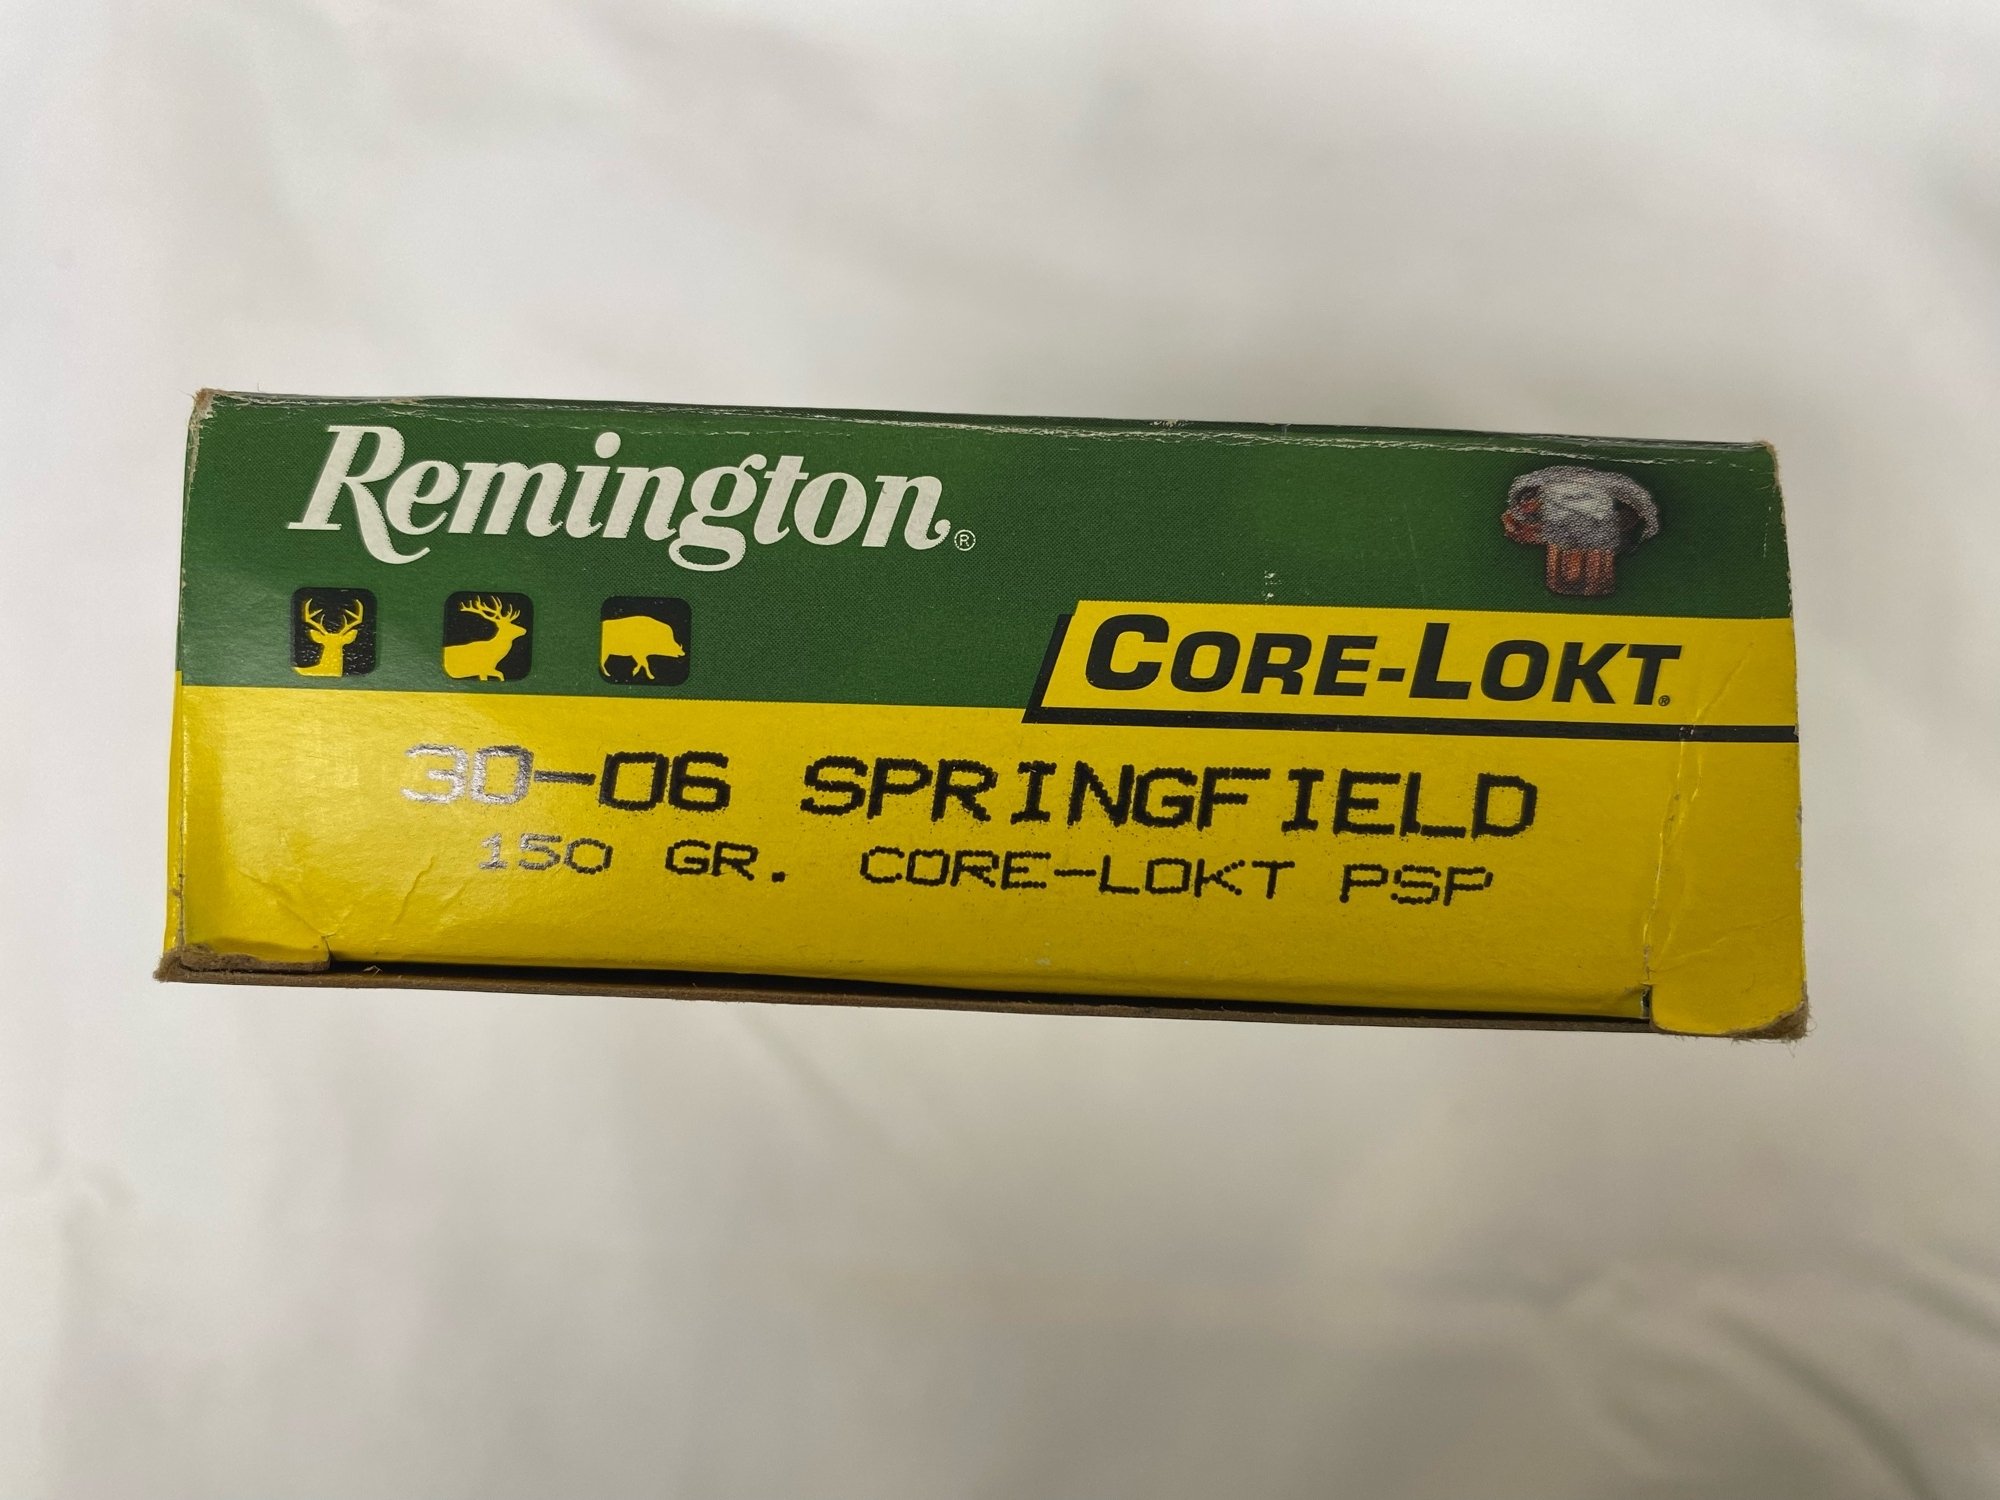 Remington®
CORE-LOKT®
30-06 SPRINGFIELD
150 GR. CORE-LOKT PSP